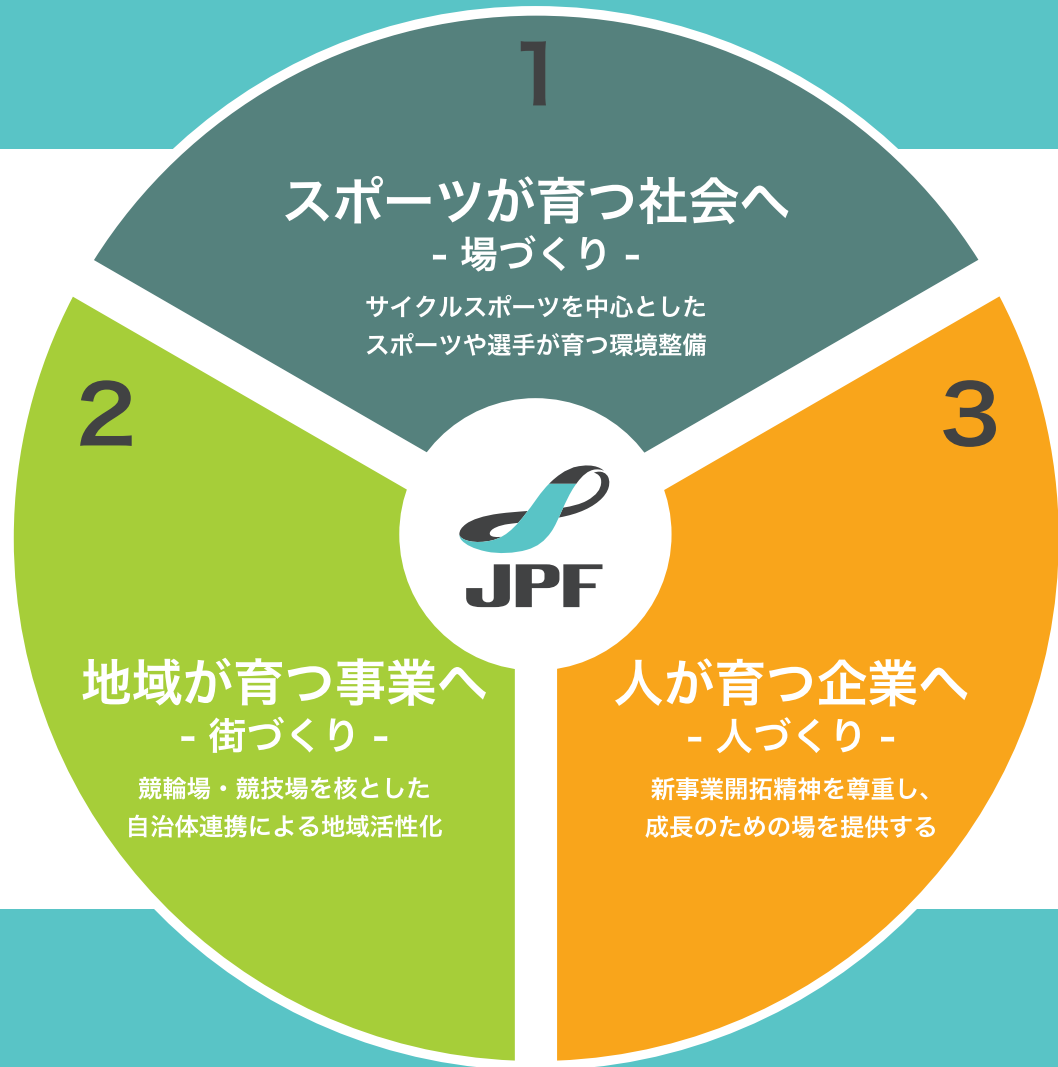 1
スポーツが育つ社会へ
- 場づくり -
サイクルスポーツを中心とした
スポーツや選手が育つ環境整備
2
3
JPF
地域が育つ事業へ
- 街づくり -
競輪場・競技場を核とした
自治体連携による地域活性化
人が育つ企業へ
- 人づくり -
新事業開拓精神を尊重し、
成長のための場を提供する